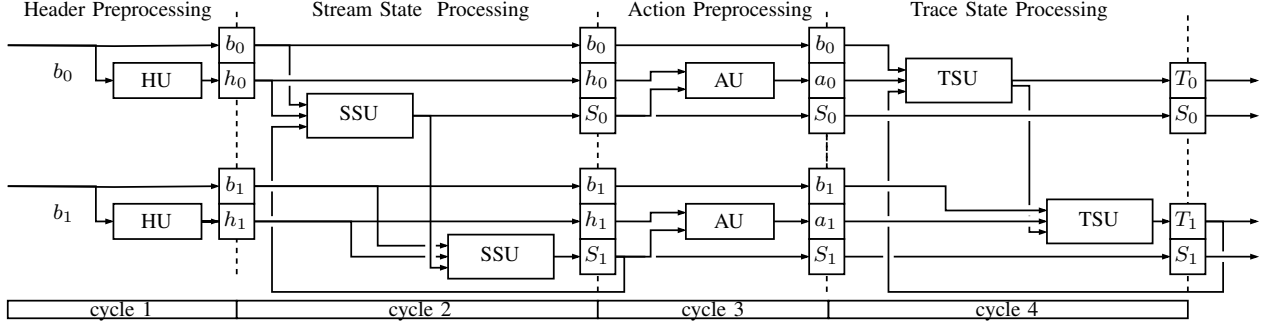 Header Preprocessing Stream State Processing Action Preprocessing Trace State Processing
b₀ b₀ b₀
b₀ HU h₀ h₀ AU a₀ TSU T₀
SSU S₀ S₀ S₀
b₁ b₁ b₁
b₁ HU h₁ h₁ AU a₁ TSU T₁
SSU S₁ S₁ S₁
cycle 1 cycle 2 cycle 3 cycle 4